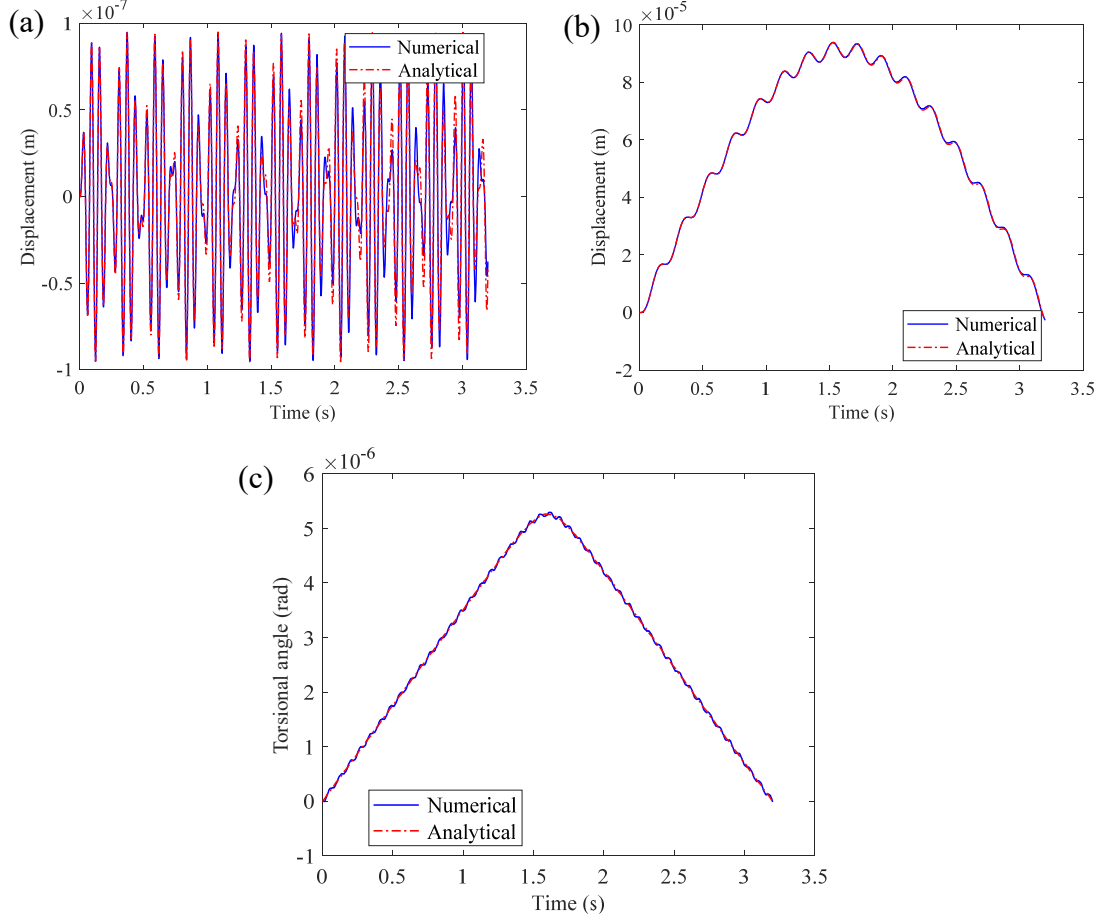 (a)
×10^-7
1
0.5
0
-0.5
-1
Displacement (m)
0 0.5 1 1.5 2 2.5 3 3.5
Time (s)
Numerical
Analytical
(b)
×10^-5
10
8
6
4
2
0
-2
Displacement (m)
0 0.5 1 1.5 2 2.5 3 3.5
Time (s)
Numerical
Analytical
(c)
×10^-6
6
5
4
3
2
1
0
-1
Torsional angle (rad)
0 0.5 1 1.5 2 2.5 3 3.5
Time (s)
Numerical
Analytical